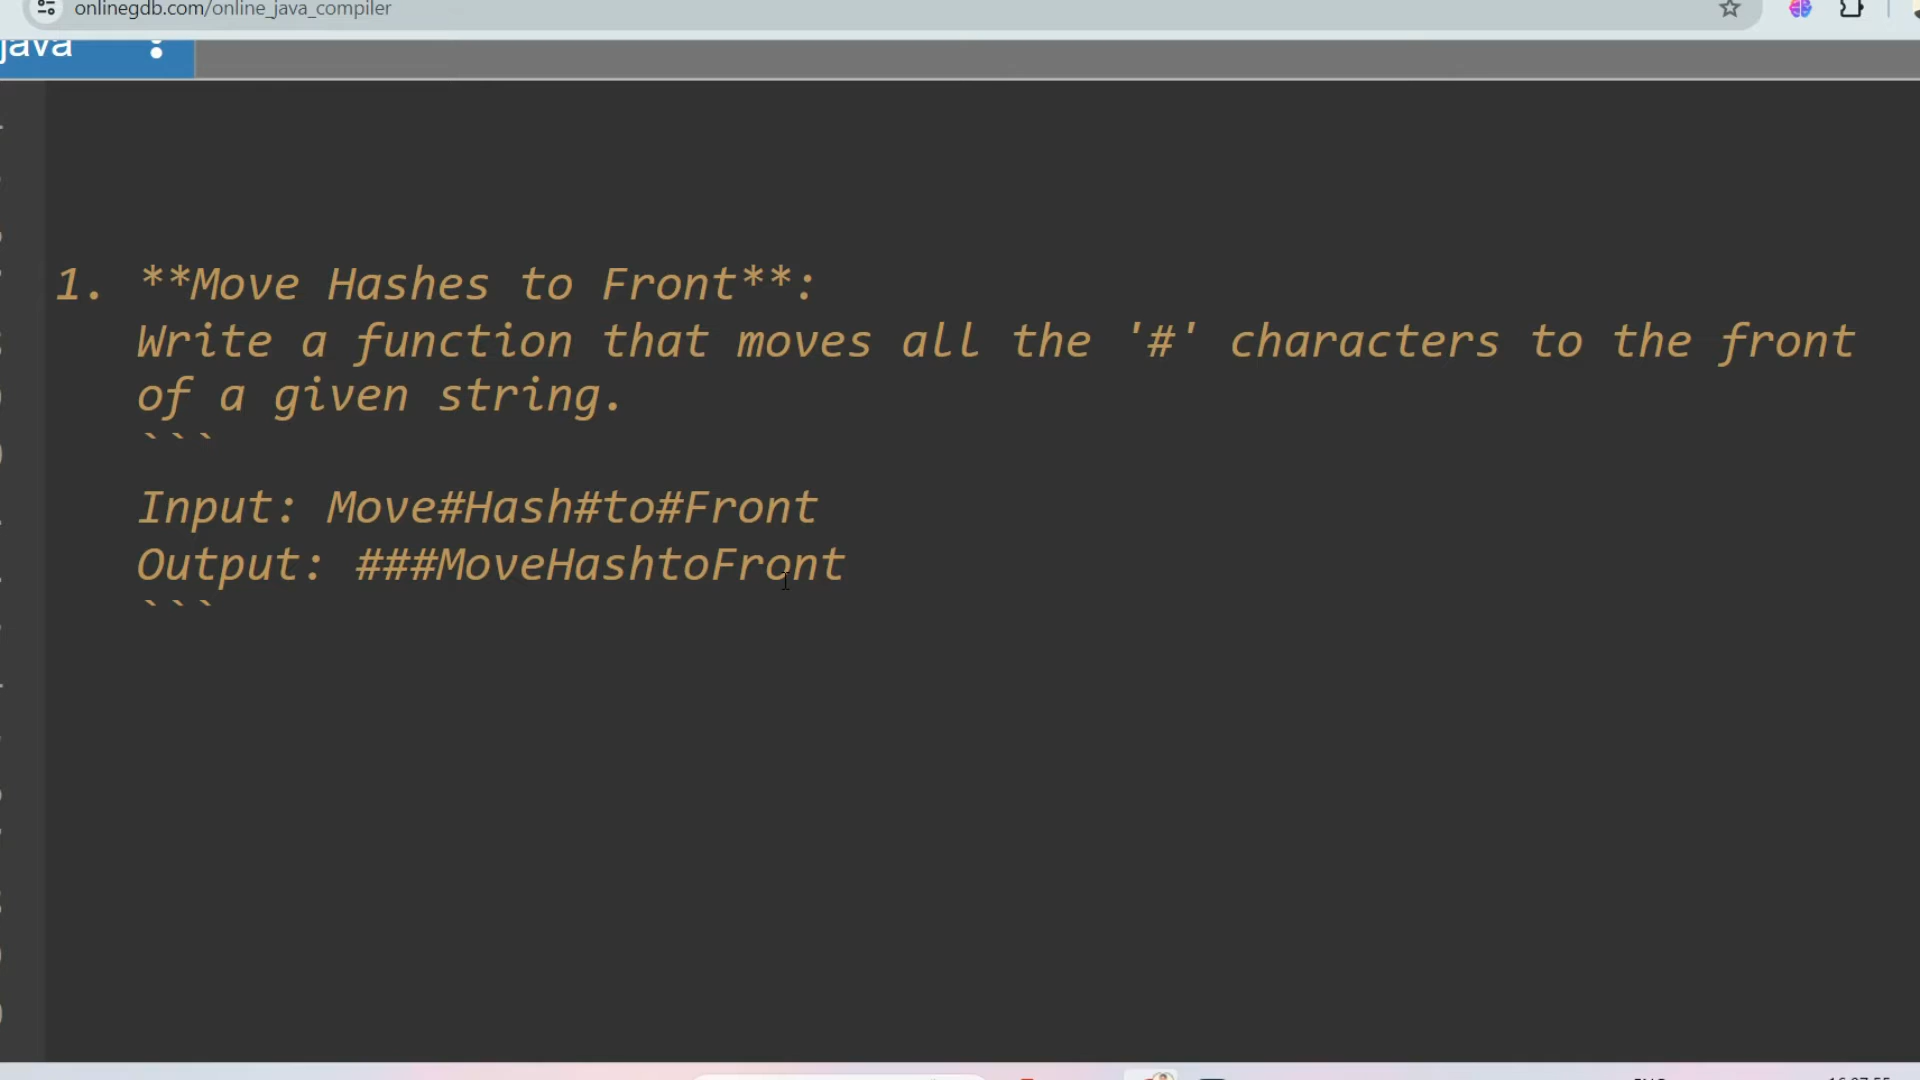 onlinegdb.com/online_java_compiler
java
1. **Move Hashes to Front**:
Write a function that moves all the '#' characters to the front
of a given string.
```
Input: Move#Hash#to#Front
Output: ###MoveHashtoFront
```